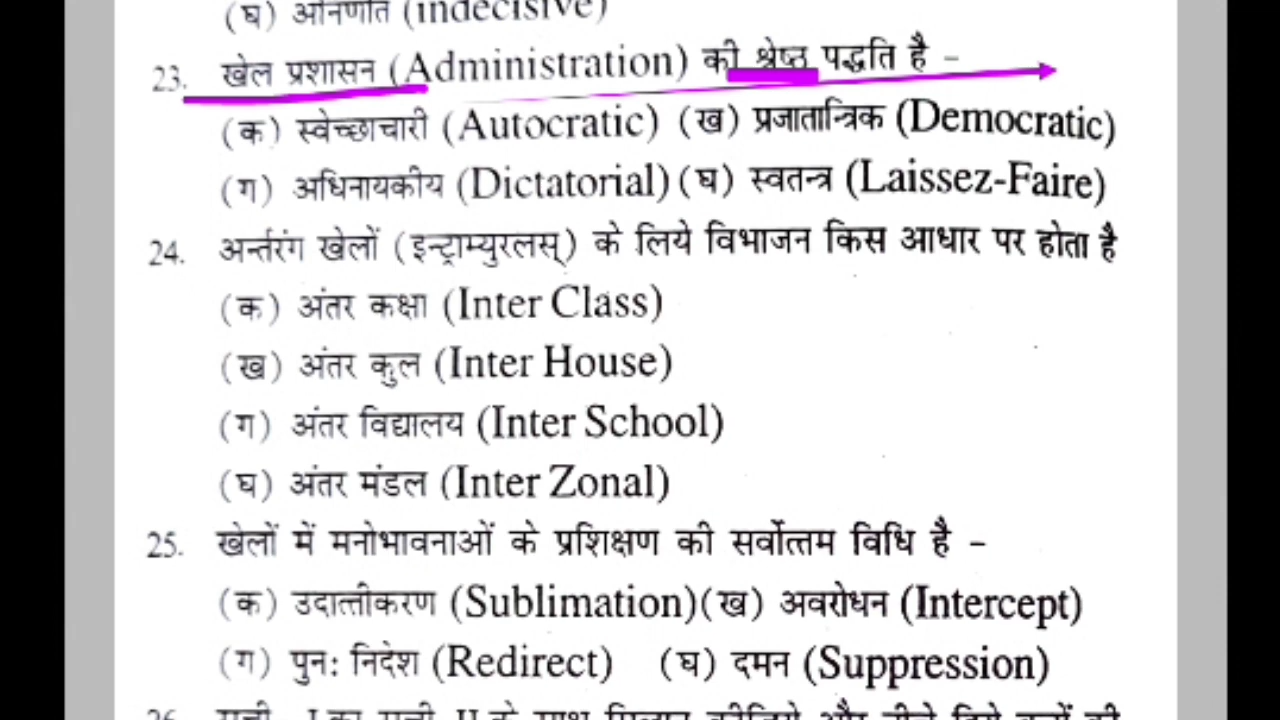 (घ) अनिर्णीत (indecisive)
23. खेल प्रशासन (Administration) की श्रेष्ठ पद्धति है –
(क) स्वेच्छाचारी (Autocratic) (ख) प्रजातान्त्रिक (Democratic)
(ग) अधिनायकीय (Dictatorial) (घ) स्वतन्त्र (Laissez-Faire)
24. अर्न्तरंग खेलों (इन्ट्राम्युरलस्) के लिये विभाजन किस आधार पर होता है
(क) अंतर कक्षा (Inter Class)
(ख) अंतर कुल (Inter House)
(ग) अंतर विद्यालय (Inter School)
(घ) अंतर मंडल (Inter Zonal)
25. खेलों में मनोभावनाओं के प्रशिक्षण की सर्वोत्तम विधि है –
(क) उदात्तीकरण (Sublimation) (ख) अवरोधन (Intercept)
(ग) पुन: निदेश (Redirect) (घ) दमन (Suppression)